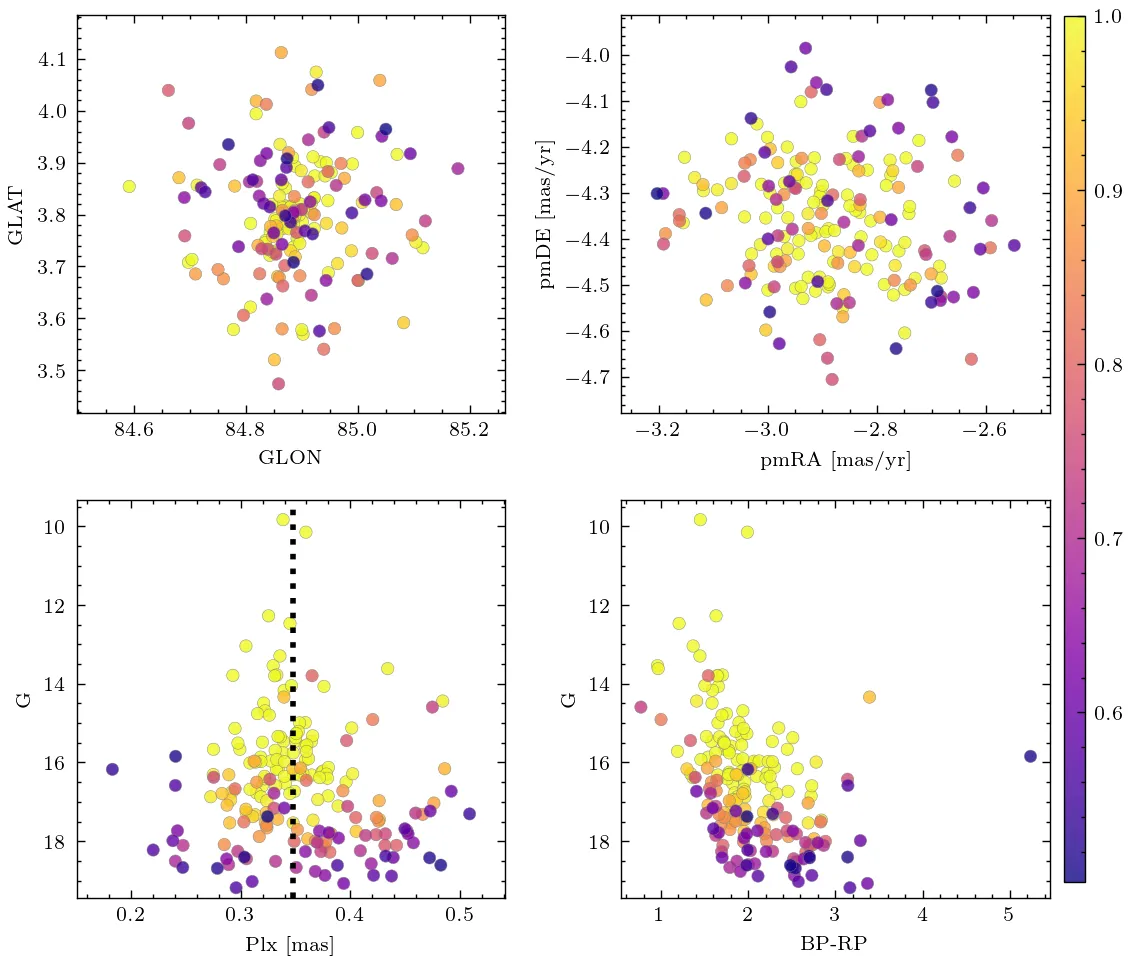 4.1
4.0
3.9
3.8
3.7
3.6
3.5
GLAT
84.6 84.8 85.0 85.2
GLON
−4.0
−4.1
−4.2
−4.3
−4.4
−4.5
−4.6
−4.7
pmDE [mas/yr]
−3.2 −3.0 −2.8 −2.6
pmRA [mas/yr]
10
12
14
16
18
G
0.2 0.3 0.4 0.5
Plx [mas]
10
12
14
16
18
G
1 2 3 4 5
BP-RP
1.0
0.9
0.8
0.7
0.6